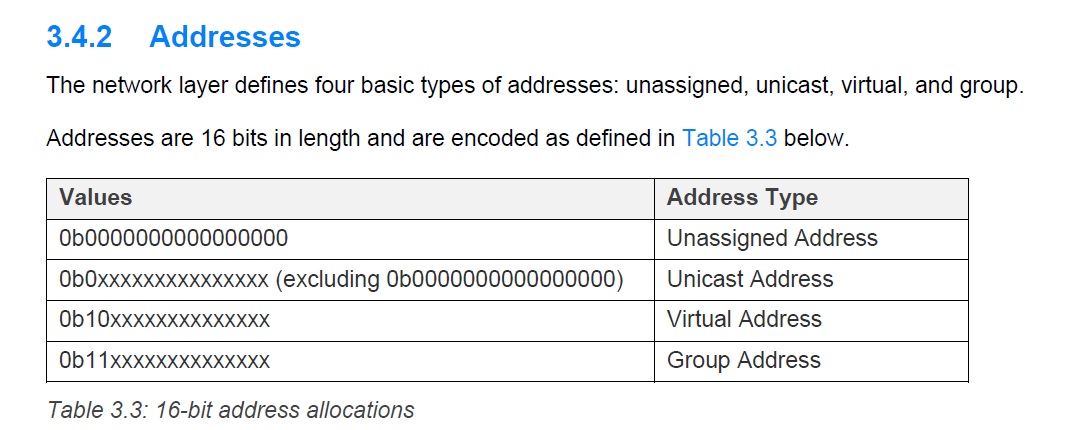 3.4.2 Addresses
The network layer defines four basic types of addresses: unassigned, unicast, virtual, and group.
Addresses are 16 bits in length and are encoded as defined in Table 3.3 below.
Values Address Type
0b0000000000000000 Unassigned Address
0b0xxxxxxxxxxxxxxx (excluding 0b0000000000000000) Unicast Address
0b10xxxxxxxxxxxxxx Virtual Address
0b11xxxxxxxxxxxxxx Group Address
Table 3.3: 16-bit address allocations